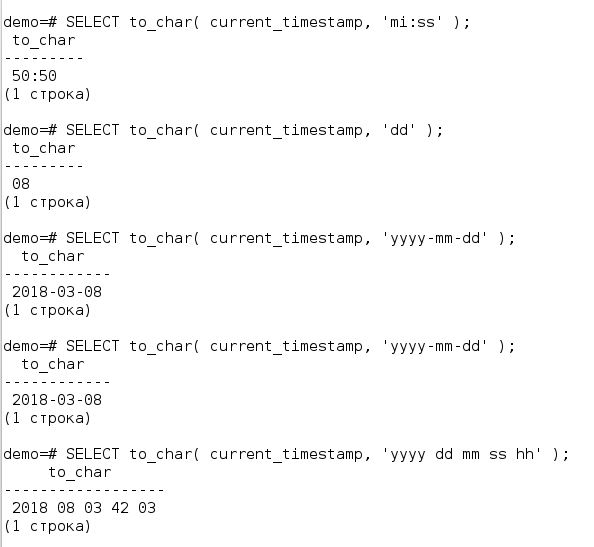 demo=# SELECT to_char( current_timestamp, 'mi:ss' );
 to_char
---------
 50:50
(1 строка)

demo=# SELECT to_char( current_timestamp, 'dd' );
 to_char
---------
 08
(1 строка)

demo=# SELECT to_char( current_timestamp, 'yyyy-mm-dd' );
  to_char
------------
 2018-03-08
(1 строка)

demo=# SELECT to_char( current_timestamp, 'yyyy-mm-dd' );
  to_char
------------
 2018-03-08
(1 строка)

demo=# SELECT to_char( current_timestamp, 'yyyy dd mm ss hh' );
     to_char
------------------
 2018 08 03 42 03
(1 строка)